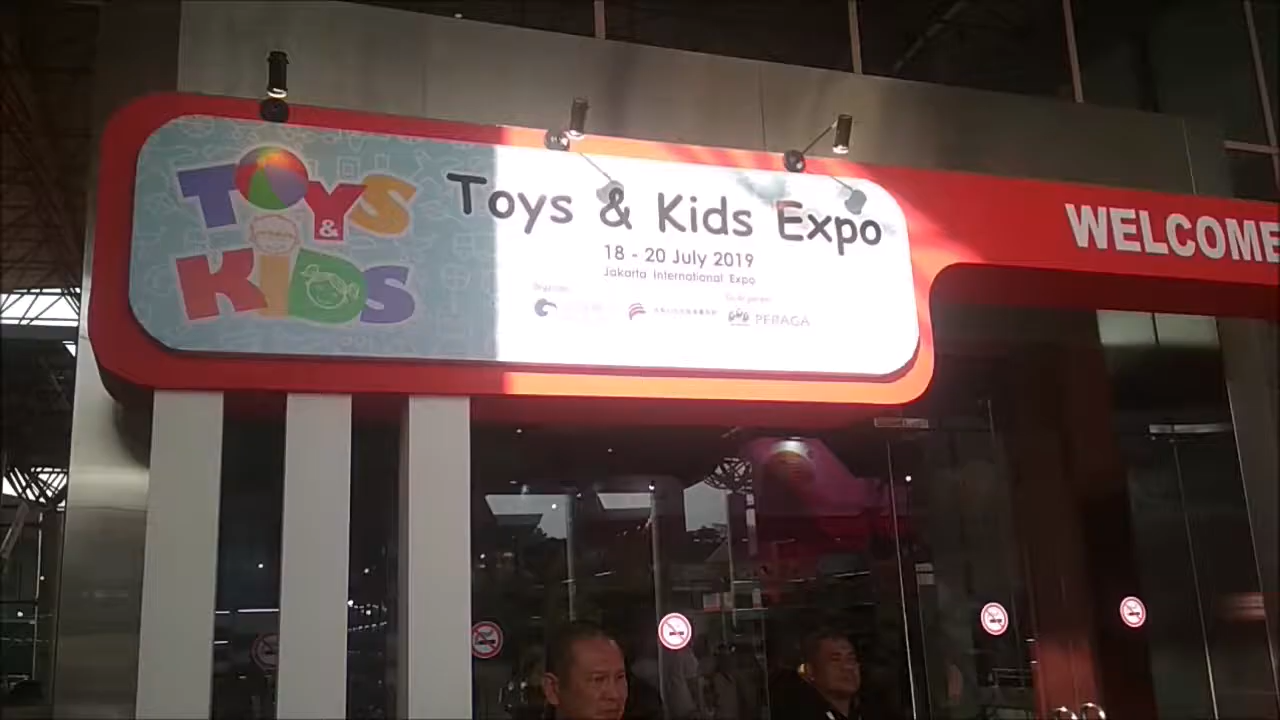 TOYS
&
KIDS
Toys & Kids Expo
18 - 20 July 2019
Jakarta International Expo
PERAGA
WELCOME